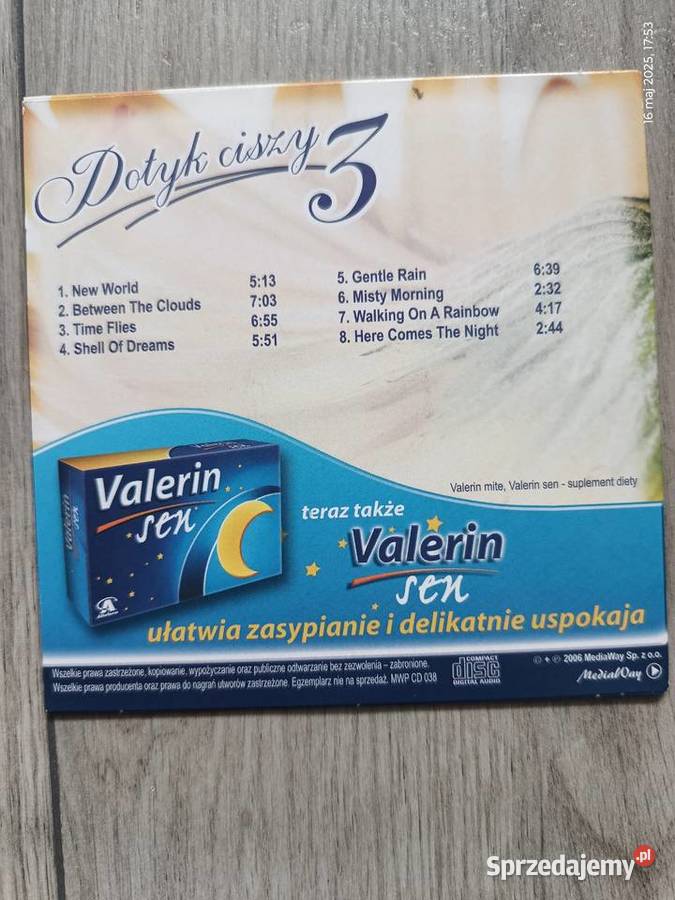 16 maj 2025, 17:53
Dotyk ciszy 3
1. New World 5:13
2. Between The Clouds 7:03
3. Time Flies 6:55
4. Shell Of Dreams 5:51
5. Gentle Rain 6:39
6. Misty Morning 2:32
7. Walking On A Rainbow 4:17
8. Here Comes The Night 2:44
Valerin mite, Valerin sen - suplement diety
Valerin
sen
Valerin
teraz także
Valerin
sen
ułatwia zasypianie i delikatnie uspokaja
Wszelkie prawa zastrzeżone, kopiowanie, wypożyczanie oraz publiczne odtwarzanie bez zezwolenia - zabronione.
Wszelkie prawa producenta oraz prawa do nagrań utworów zastrzeżone. Egzemplarz nie na sprzedaż. MWP CD 038
COMPACT
disc
DIGITAL AUDIO
© + ℗ 2006 MediaWay Sp. z o.o.
MediaWay
Sprzedajemy.pl